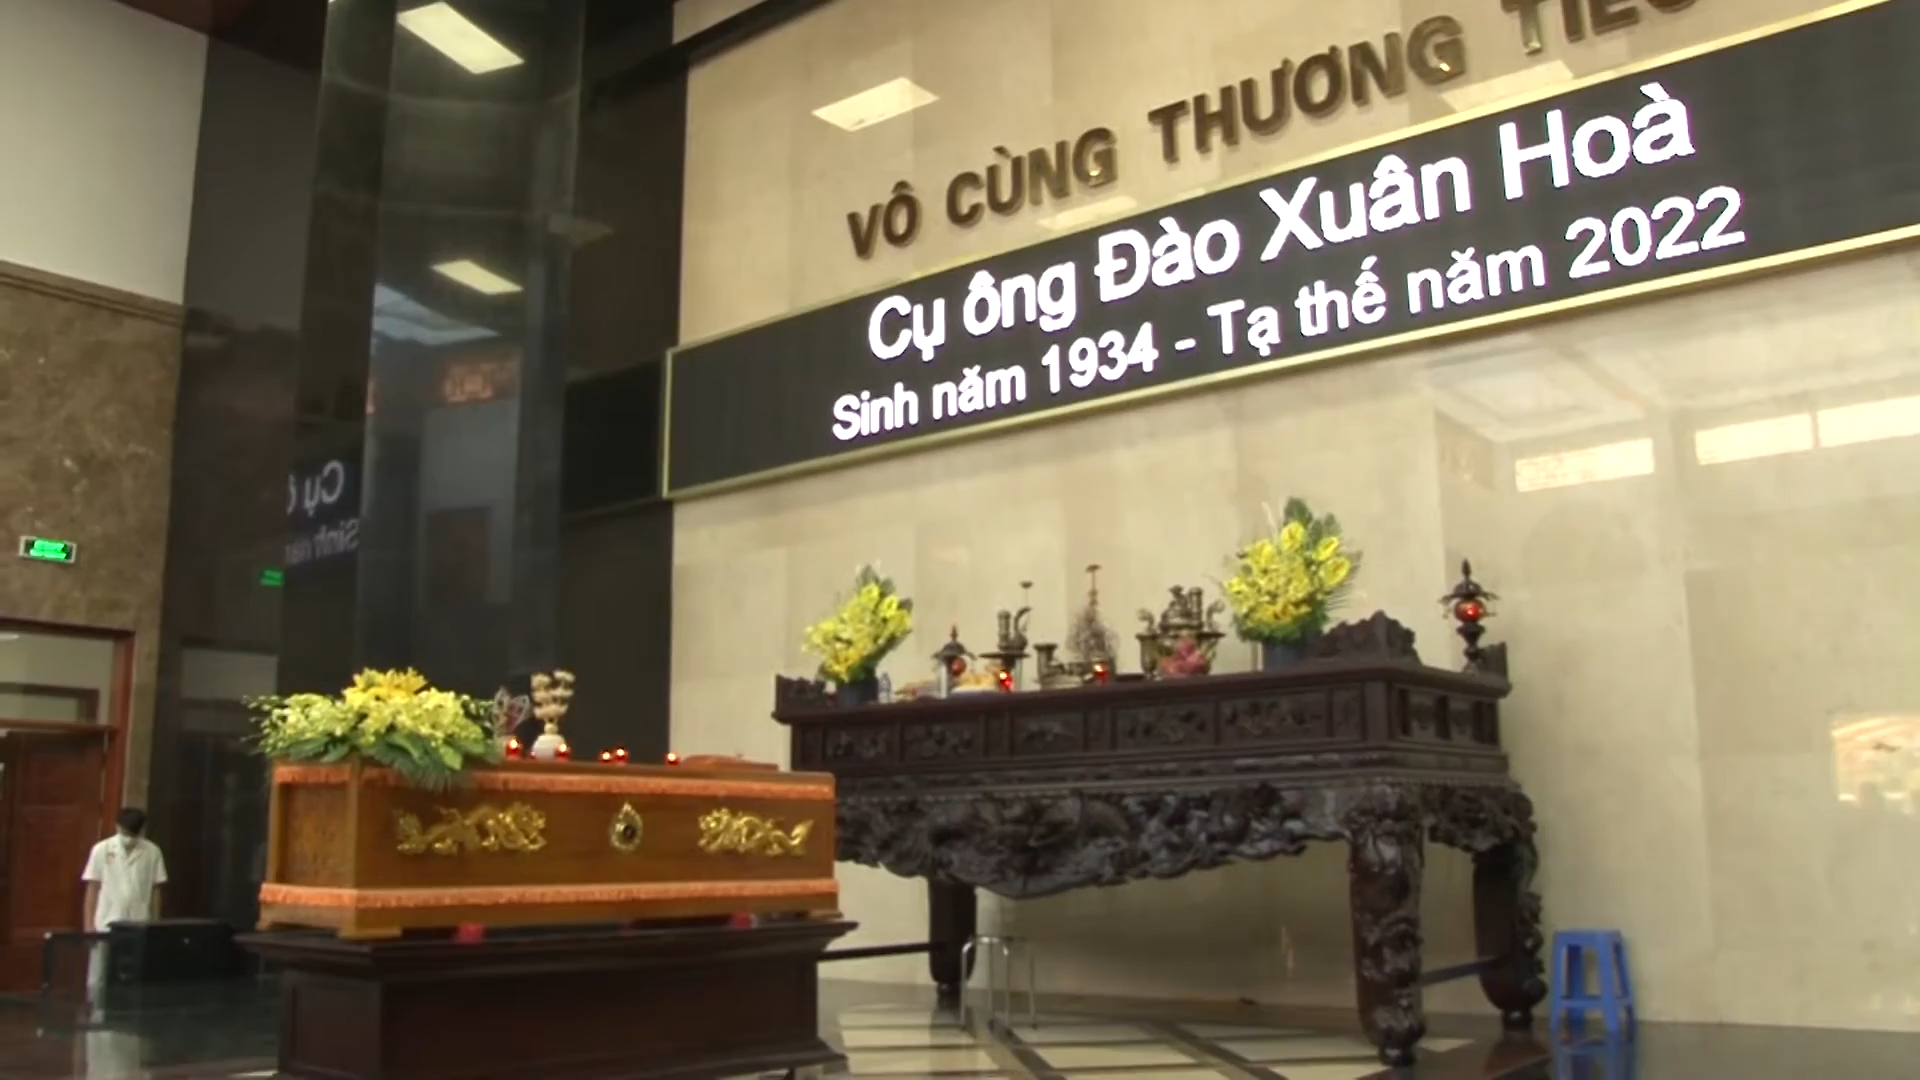 VÔ CÙNG THƯƠNG
Cụ ông Đào Xuân Hoà
Sinh năm 1934 - Tạ thế năm 2022